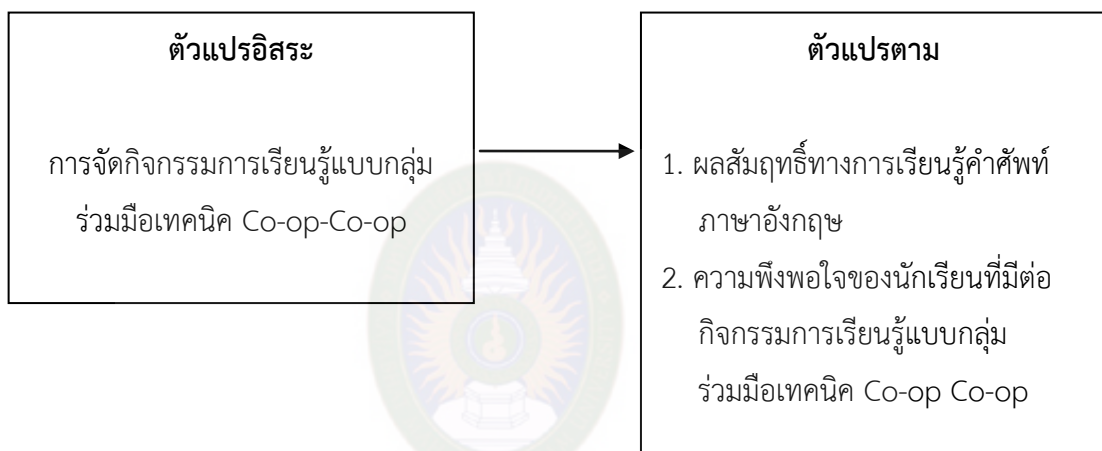 ตัวแปรอิสระ
การจัดกิจกรรมการเรียนรู้แบบกลุ่ม
ร่วมมือเทคนิค Co-op-Co-op
ตัวแปรตาม
1. ผลสัมฤทธิ์ทางการเรียนรู้คำศัพท์
ภาษาอังกฤษ
2. ความพึงพอใจของนักเรียนที่มีต่อ
กิจกรรมการเรียนรู้แบบกลุ่ม
ร่วมมือเทคนิค Co-op Co-op